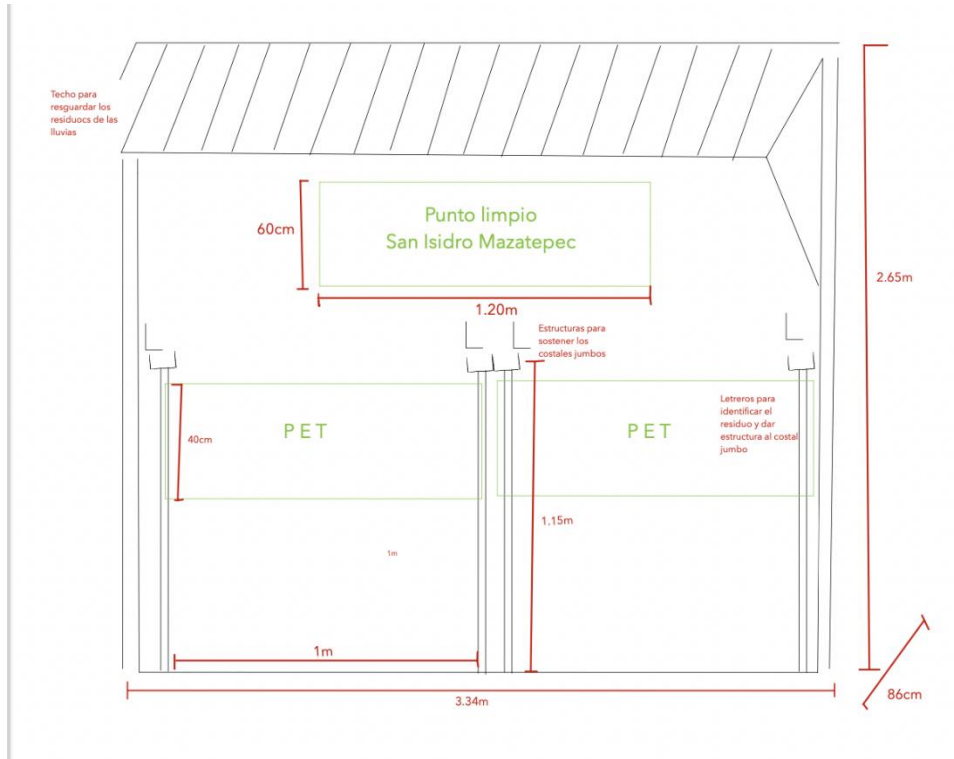 Techo para
resguardar los
residuocs de las
lluvias
60cm
Punto limpio
San Isidro Mazatepec
1.20m
2.65m
Estructuras para
sostener los
costales jumbos
PET
40cm
PET
Letreros para
identificar el
residuo y dar
estructura al costal
jumbo
1.15m
1m
1m
3.34m
86cm